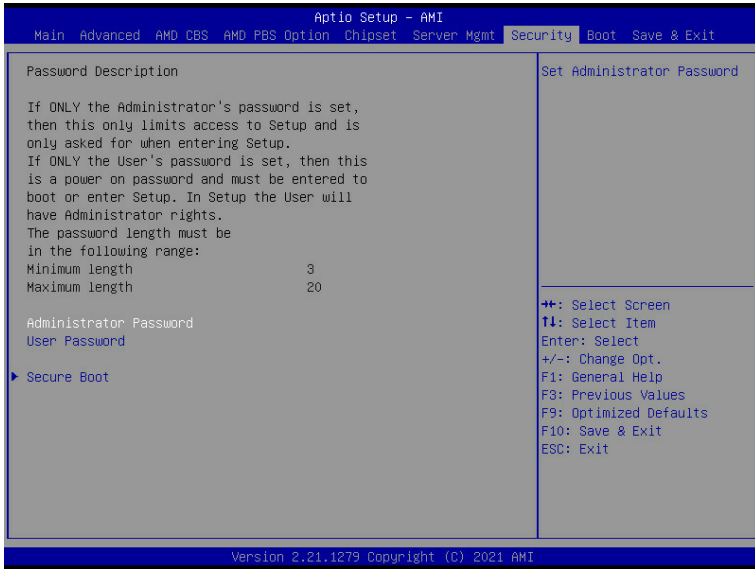 Aptio Setup – AMI
Main Advanced AMD CBS AMD PBS Option Chipset Server Mgmt Security Boot Save & Exit
Password Description
If ONLY the Administrator's password is set,
then this only limits access to Setup and is
only asked for when entering Setup.
If ONLY the User's password is set, then this
is a power on password and must be entered to
boot or enter Setup. In Setup the User will
have Administrator rights.
The password length must be
in the following range:
Minimum length 3
Maximum length 20
Administrator Password
User Password
Secure Boot
Set Administrator Password
→←: Select Screen
↑↓: Select Item
Enter: Select
+/-: Change Opt.
F1: General Help
F3: Previous Values
F9: Optimized Defaults
F10: Save & Exit
ESC: Exit
Version 2.21.1279 Copyright (C) 2021 AMI